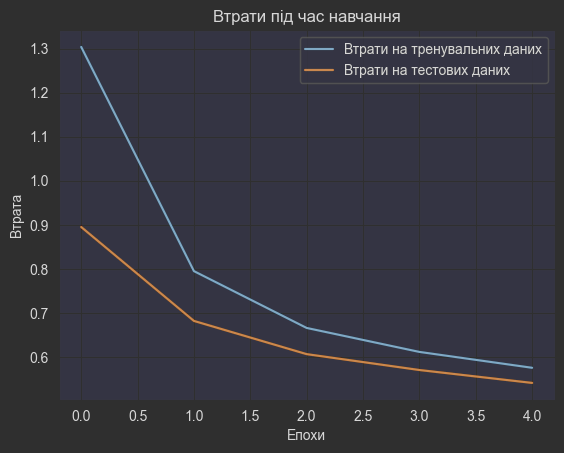 Втрати під час навчання
Втрати на тренувальних даних
Втрати на тестових даних
1.3
1.2
1.1
1.0
0.9
0.8
0.7
0.6
Втрата
0.0 0.5 1.0 1.5 2.0 2.5 3.0 3.5 4.0
Епохи